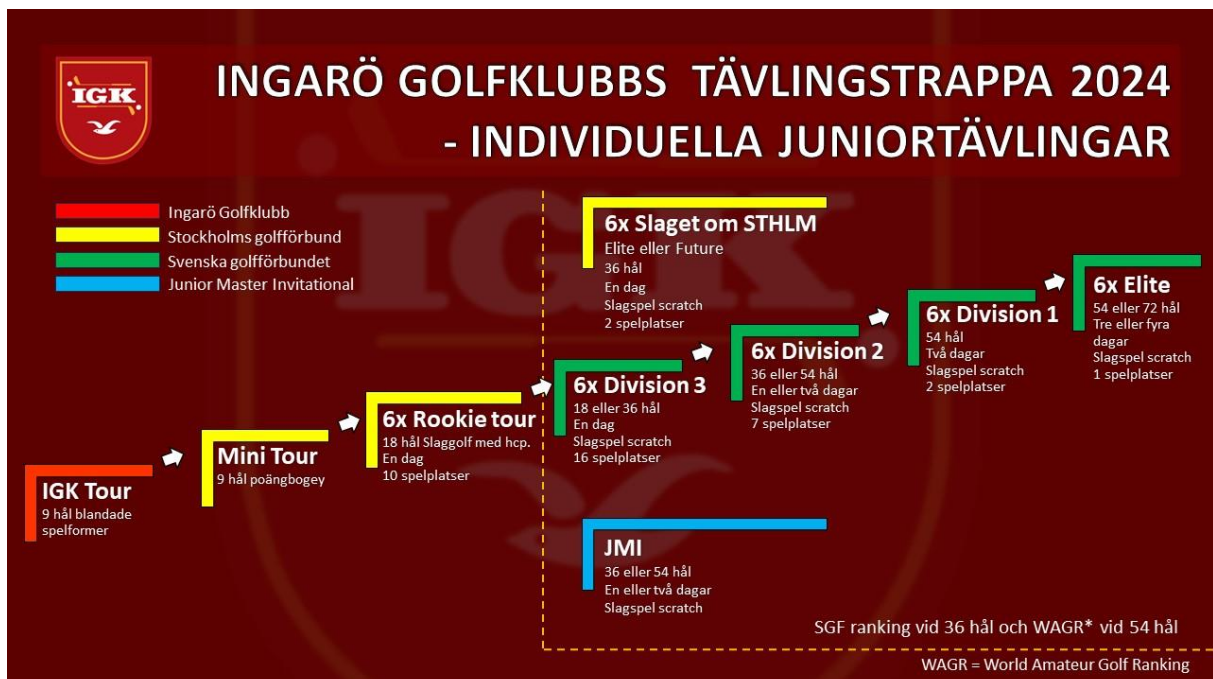 IGK
INGARÖ GOLFKLUBBS TÄVLINGSTRAPPA 2024
- INDIVIDUELLA JUNIORTÄVLINGAR
Ingarö Golfklubb
Stockholms golfförbund
Svenska golfförbundet
Junior Master Invitational
IGK Tour
9 hål blandade
spelformer
Mini Tour
9 hål poängbogey
6x Rookie tour
18 hål Slaggolf med hcp.
En dag
10 spelplatser
6x Slaget om STHLM
Elite eller Future
36 hål
En dag
Slagspel scratch
2 spelplatser
6x Division 3
18 eller 36 hål
En dag
Slagspel scratch
16 spelplatser
6x Division 2
36 eller 54 hål
En eller två dagar
Slagspel scratch
7 spelplatser
6x Division 1
54 hål
Två dagar
Slagspel scratch
2 spelplatser
6x Elite
54 eller 72 hål
Tre eller fyra
dagar
Slagspel scratch
1 spelplatser
JMI
36 eller 54 hål
En eller två dagar
Slagspel scratch
SGF ranking vid 36 hål och WAGR* vid 54 hål
WAGR = World Amateur Golf Ranking
IGK